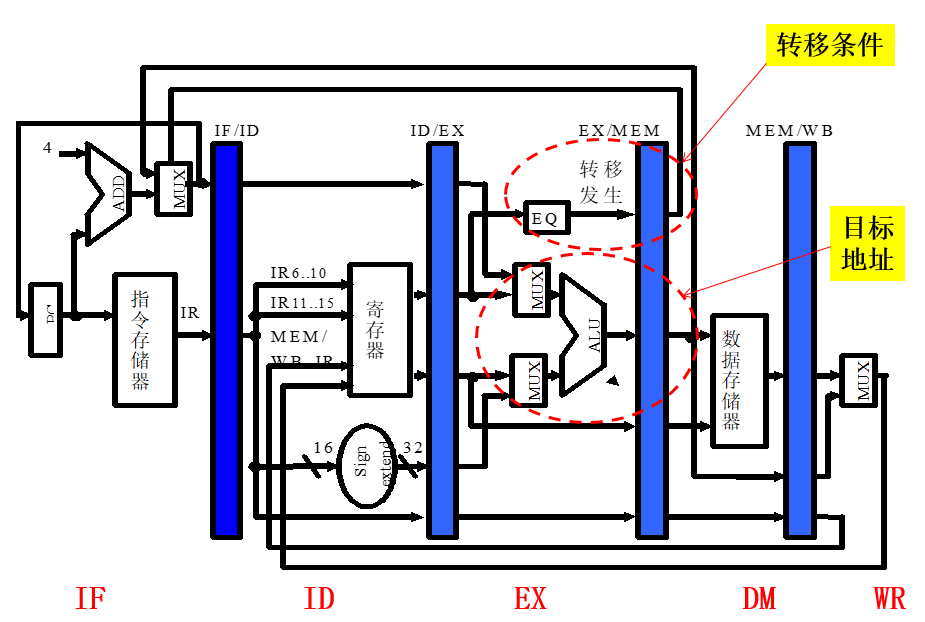 转移条件
IF/ID
ID/EX
EX/MEM
MEM/WB
4
ADD
MUX
转移
发生
EQ
目标
地址
PC
指令存储器
IR
IR6..10
IR11..15
MEM/
WB.IR
寄存器
MUX
MUX
ALU
数据存储器
MUX
16
Sign
extend
32
IF
ID
EX
DM
WR